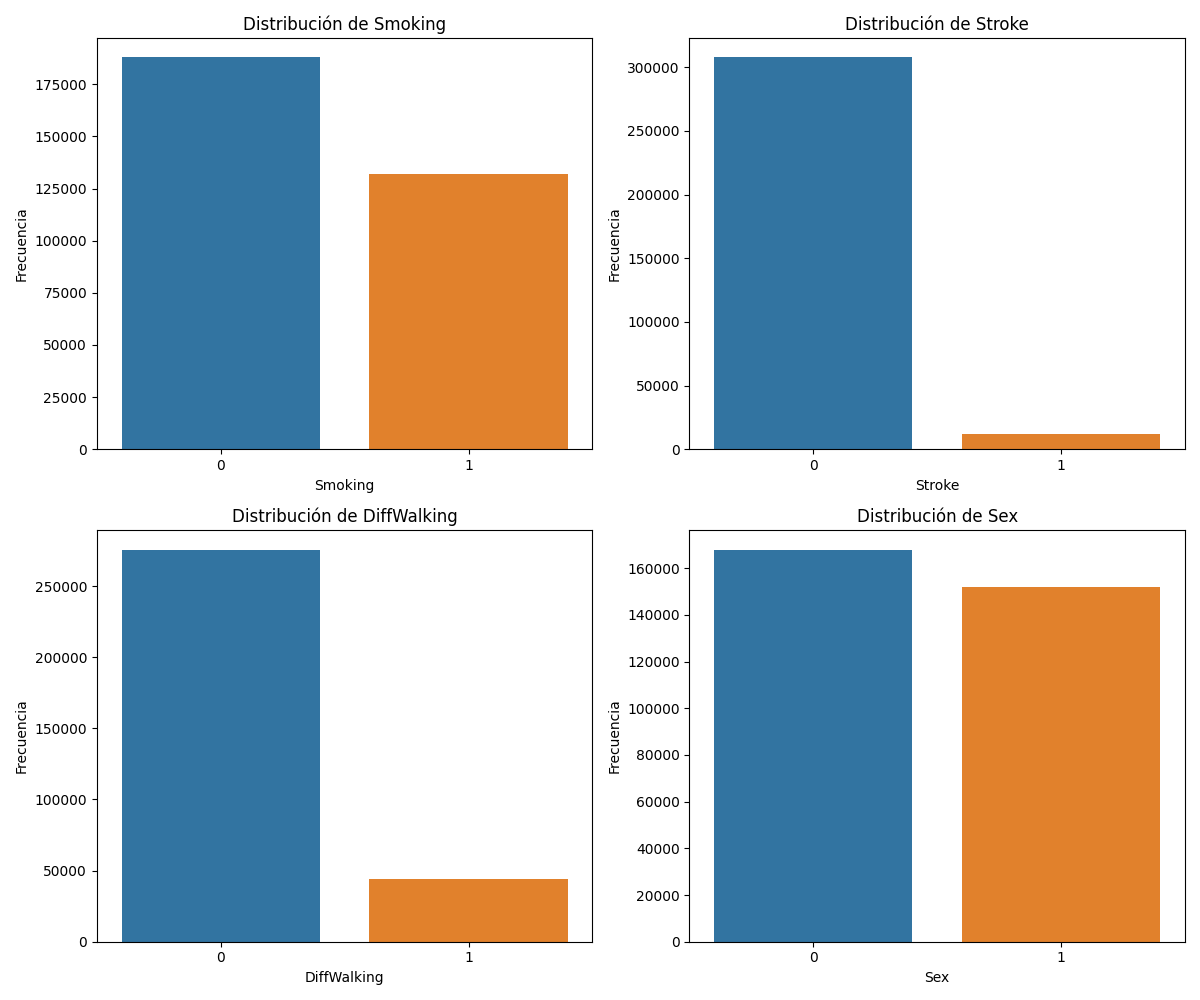 Distribución de Smoking
175000
150000
125000
100000
75000
50000
25000
0
Frecuencia
0 1
Smoking
Distribución de Stroke
300000
250000
200000
150000
100000
50000
0
Frecuencia
0 1
Stroke
Distribución de DiffWalking
250000
200000
150000
100000
50000
0
Frecuencia
0 1
DiffWalking
Distribución de Sex
160000
140000
120000
100000
80000
60000
40000
20000
0
Frecuencia
0 1
Sex